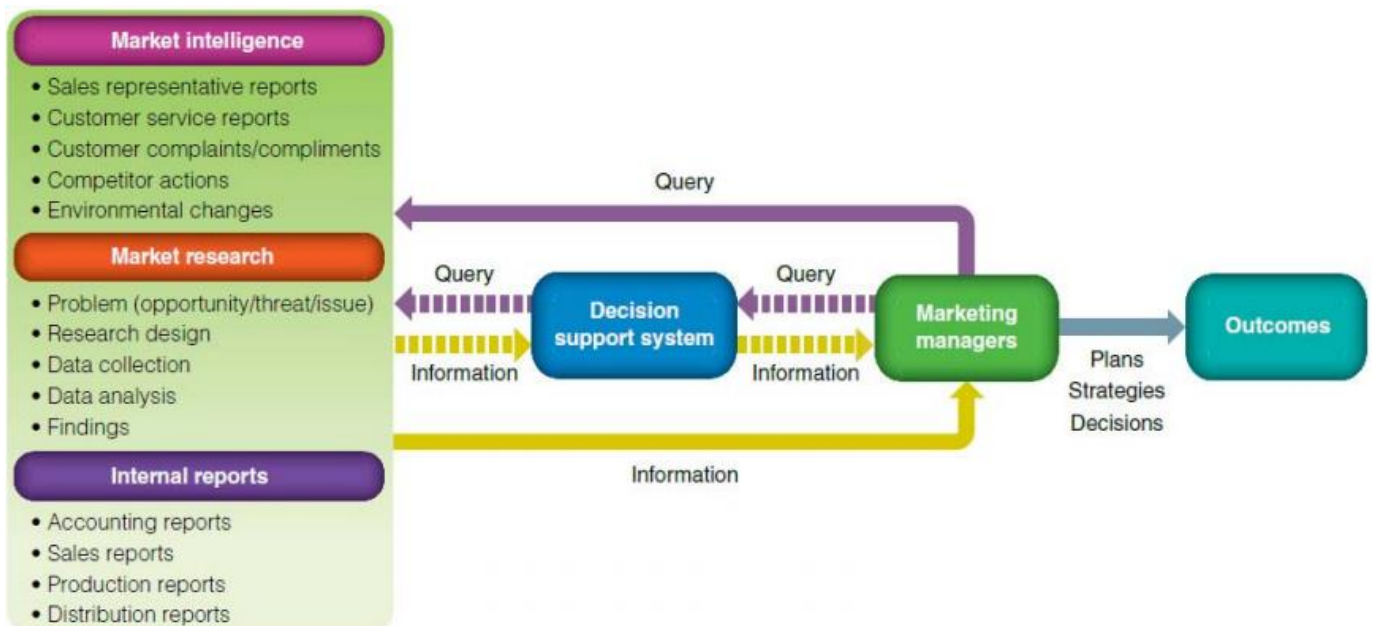 Market intelligence
• Sales representative reports
• Customer service reports
• Customer complaints/compliments
• Competitor actions
• Environmental changes
Market research
• Problem (opportunity/threat/issue)
• Research design
• Data collection
• Data analysis
• Findings
Internal reports
• Accounting reports
• Sales reports
• Production reports
• Distribution reports
Query
Query
Query
Decision
support system
Information
Information
Information
Marketing
managers
Plans
Strategies
Decisions
Outcomes